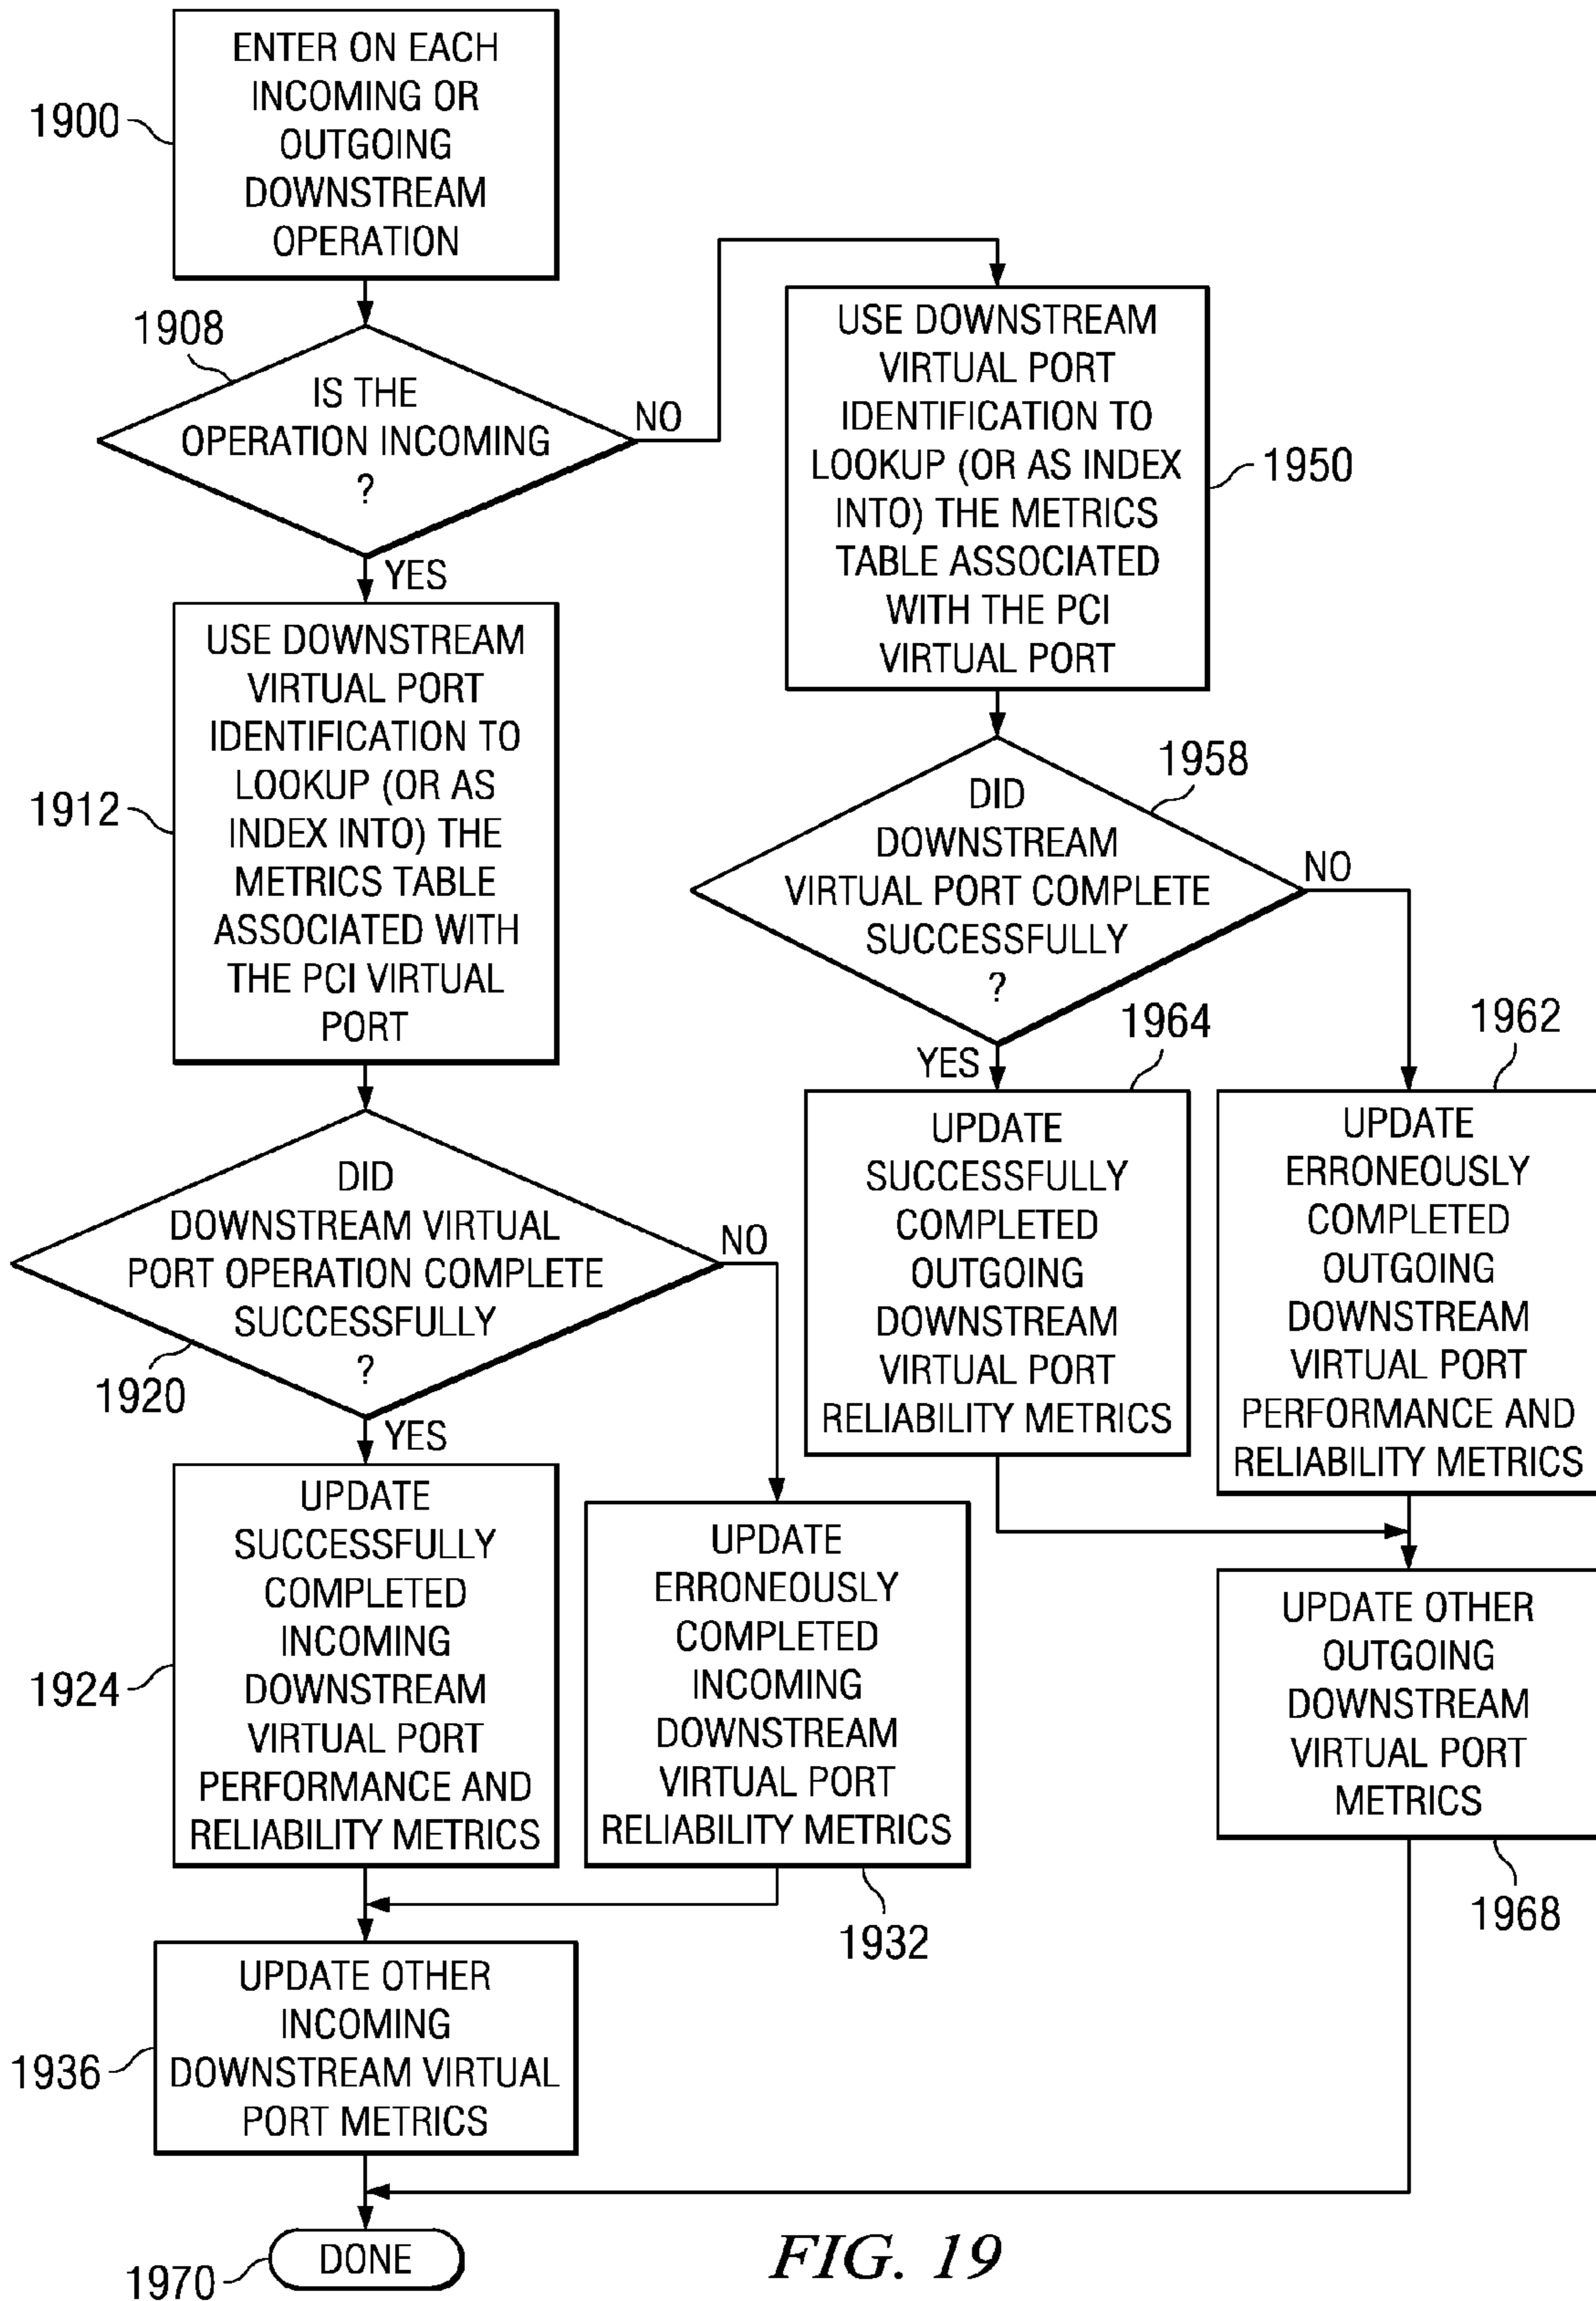 ENTER ON EACH
INCOMING OR
OUTGOING
DOWNSTREAM
OPERATION
1900
1908
IS THE
OPERATION INCOMING
?
NO
YES
USE DOWNSTREAM
VIRTUAL PORT
IDENTIFICATION TO
LOOKUP (OR AS
INDEX INTO) THE
METRICS TABLE
ASSOCIATED WITH
THE PCI VIRTUAL
PORT
1912
DID
DOWNSTREAM VIRTUAL
PORT OPERATION COMPLETE
SUCCESSFULLY
?
1920
NO
YES
UPDATE
SUCCESSFULLY
COMPLETED
INCOMING
DOWNSTREAM
VIRTUAL PORT
PERFORMANCE AND
RELIABILITY METRICS
1924
UPDATE
ERRONEOUSLY
COMPLETED
INCOMING
DOWNSTREAM
VIRTUAL PORT
RELIABILITY METRICS
1932
UPDATE OTHER
INCOMING
DOWNSTREAM VIRTUAL
PORT METRICS
1936
USE DOWNSTREAM
VIRTUAL PORT
IDENTIFICATION TO
LOOKUP (OR AS INDEX
INTO) THE METRICS
TABLE ASSOCIATED
WITH THE PCI
VIRTUAL PORT
1950
DID
DOWNSTREAM
VIRTUAL PORT COMPLETE
SUCCESSFULLY
?
1958
NO
YES
1964
UPDATE
SUCCESSFULLY
COMPLETED
OUTGOING
DOWNSTREAM
VIRTUAL PORT
RELIABILITY METRICS
1962
UPDATE
ERRONEOUSLY
COMPLETED
OUTGOING
DOWNSTREAM
VIRTUAL PORT
PERFORMANCE AND
RELIABILITY METRICS
UPDATE OTHER
OUTGOING
DOWNSTREAM
VIRTUAL PORT
METRICS
1968
DONE
1970
FIG. 19